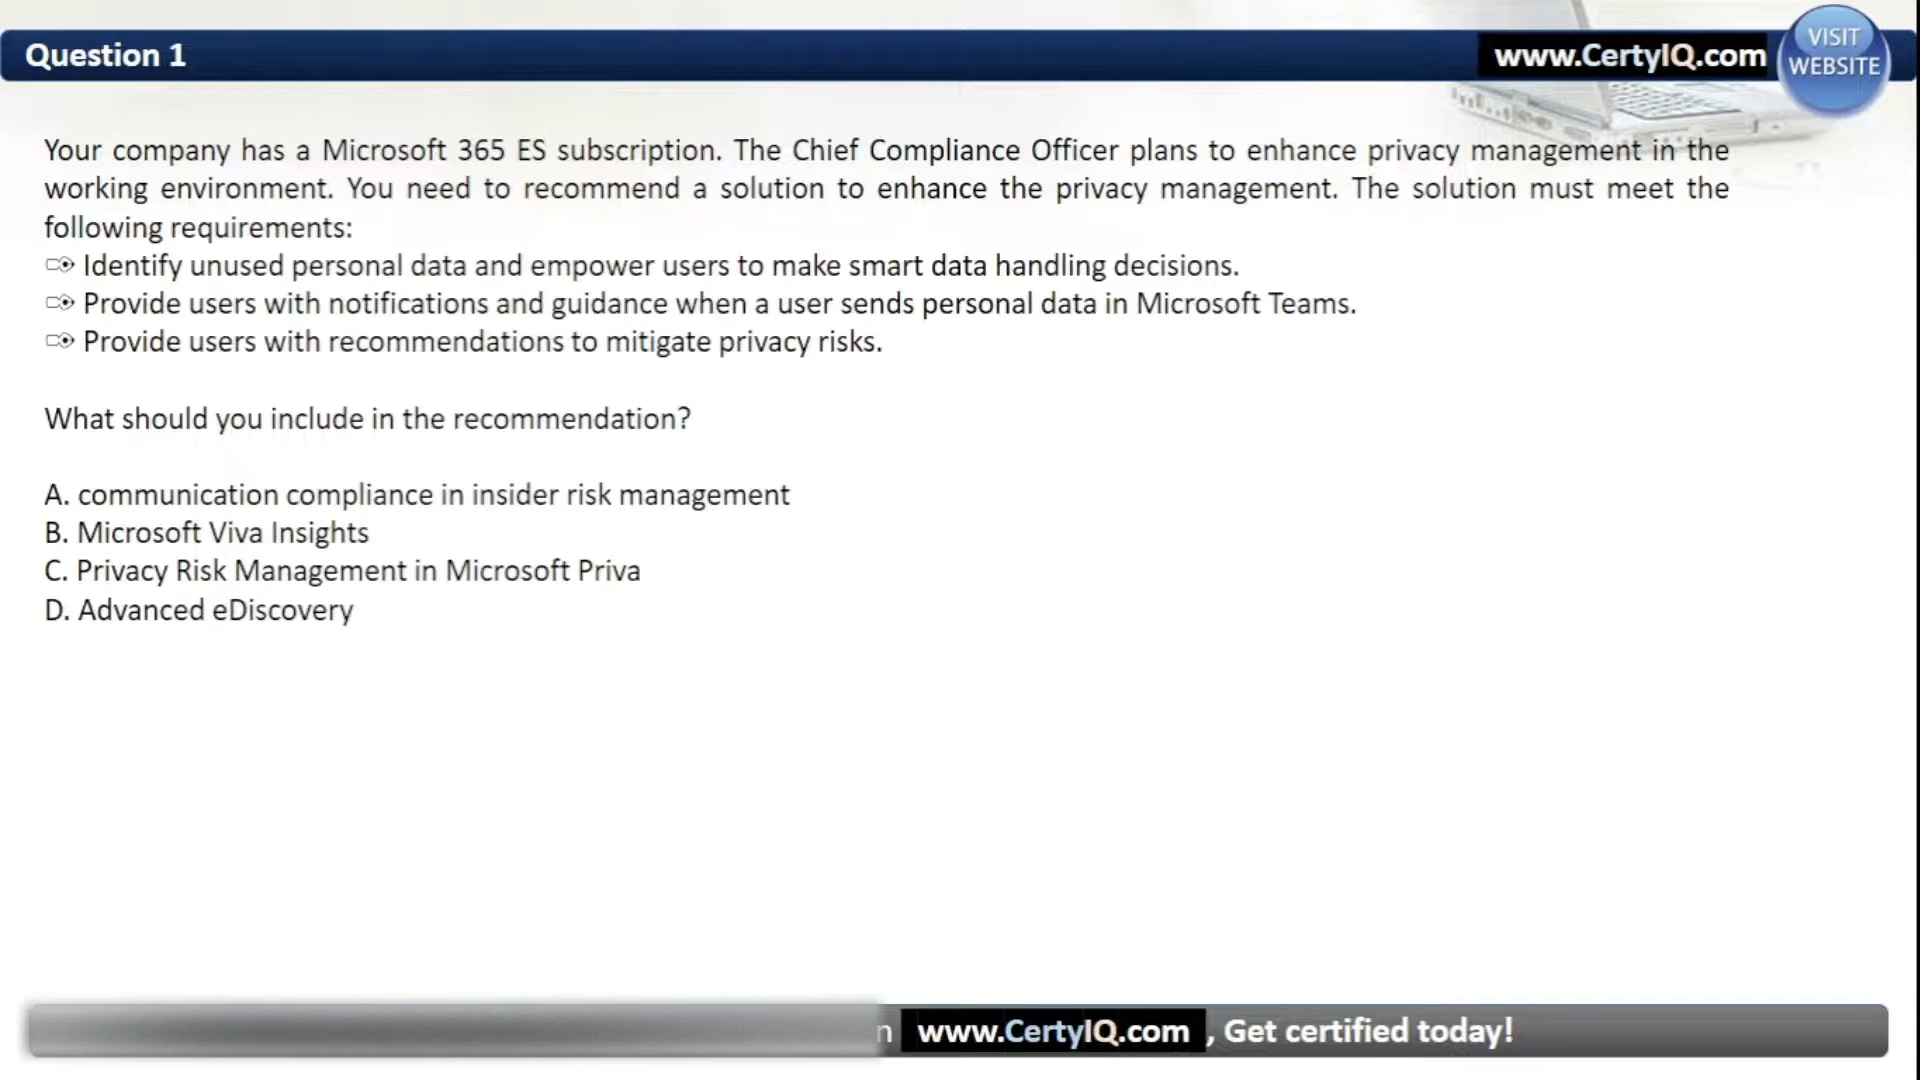 Question 1
www.CertyIQ.com
VISIT
WEBSITE
Your company has a Microsoft 365 ES subscription. The Chief Compliance Officer plans to enhance privacy management in the
working environment. You need to recommend a solution to enhance the privacy management. The solution must meet the
following requirements:
Identify unused personal data and empower users to make smart data handling decisions.
Provide users with notifications and guidance when a user sends personal data in Microsoft Teams.
Provide users with recommendations to mitigate privacy risks.
What should you include in the recommendation?
A. communication compliance in insider risk management
B. Microsoft Viva Insights
C. Privacy Risk Management in Microsoft Priva
D. Advanced eDiscovery
www.CertyIQ.com , Get certified today!